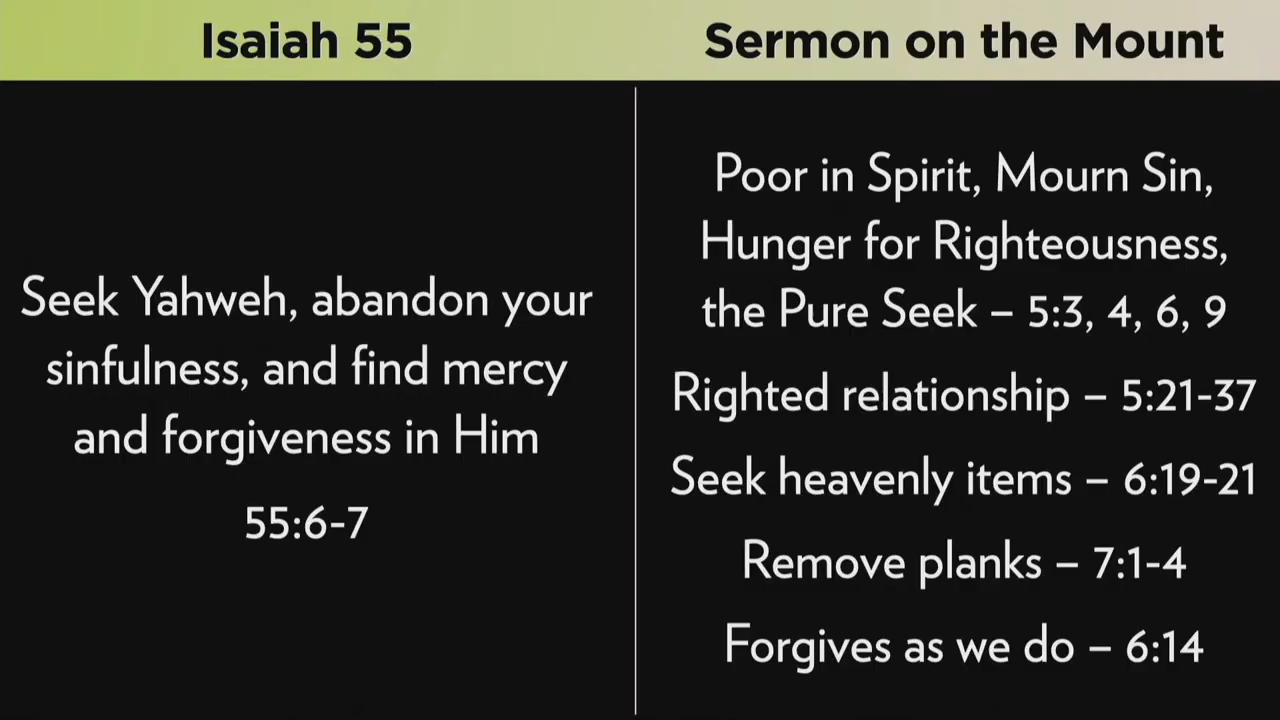 Isaiah 55
Seek Yahweh, abandon your
sinfulness, and find mercy
and forgiveness in Him
55:6-7
Sermon on the Mount
Poor in Spirit, Mourn Sin,
Hunger for Righteousness,
the Pure Seek – 5:3, 4, 6, 9
Righted relationship – 5:21-37
Seek heavenly items – 6:19-21
Remove planks – 7:1-4
Forgives as we do – 6:14